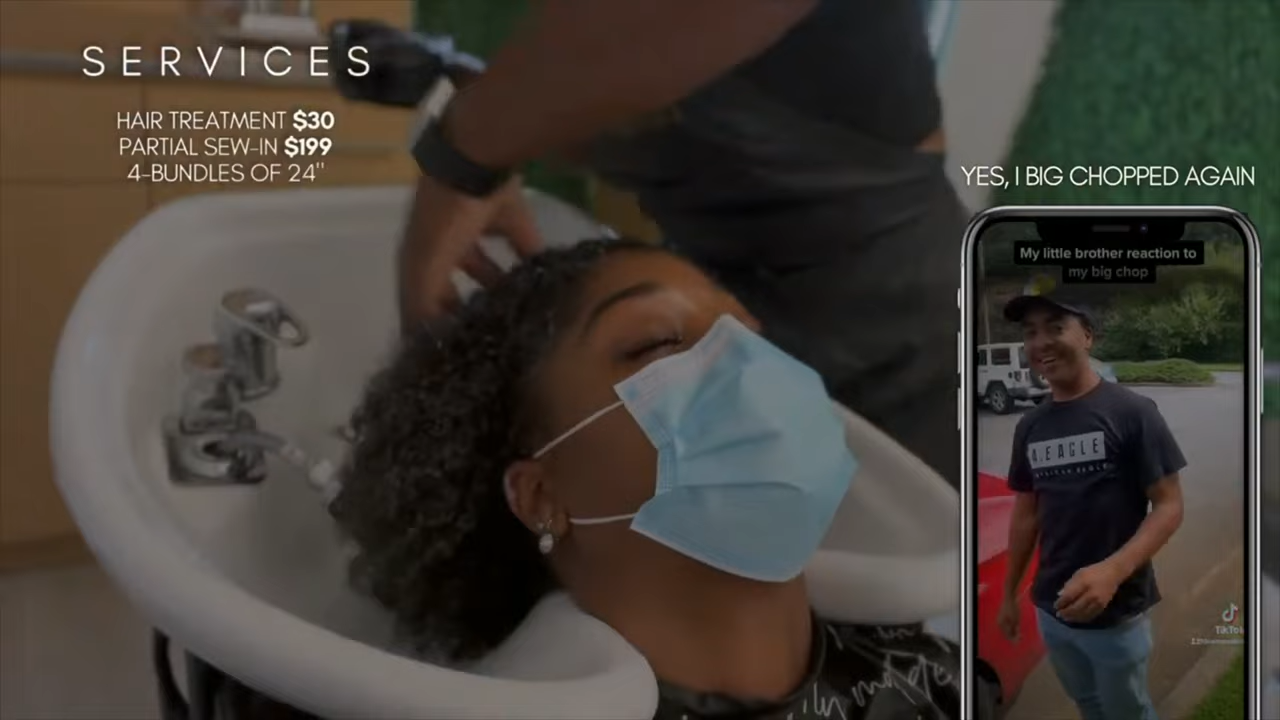 SERVICES
HAIR TREATMENT $30
PARTIAL SEW-IN $199
4-BUNDLES OF 24"
YES, I BIG CHOPPED AGAIN
My little brother reaction to
my big chop
A.EAGLE
TikTok